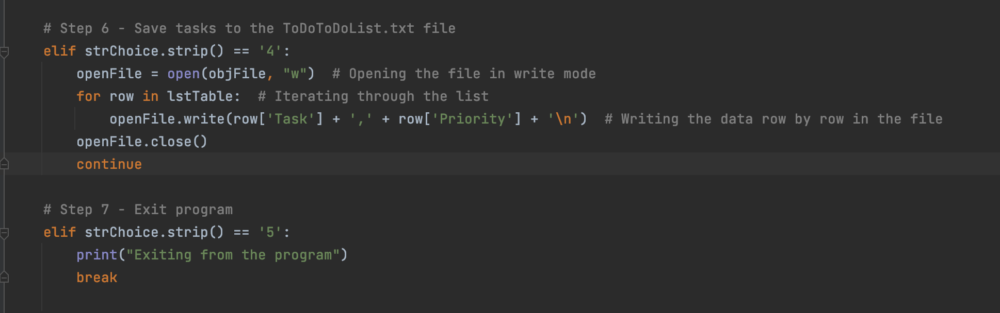 # Step 6 - Save tasks to the ToDoToDoList.txt file
elif strChoice.strip() == '4':
openFile = open(objFile, "w")  # Opening the file in write mode
for row in lstTable:  # Iterating through the list
openFile.write(row['Task'] + ',' + row['Priority'] + '\n')  # Writing the data row by row in the file
openFile.close()
continue
# Step 7 - Exit program
elif strChoice.strip() == '5':
print("Exiting from the program")
break